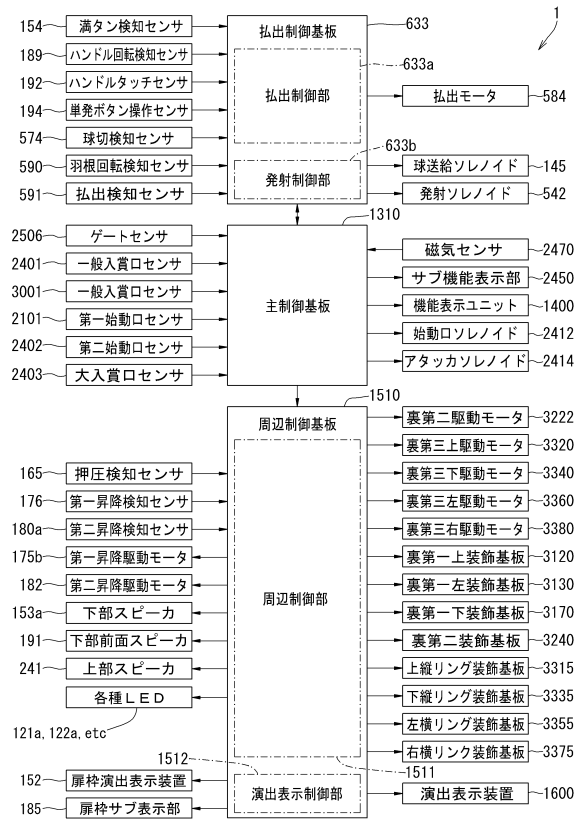 1
154 満タン検知センサ
189 ハンドル回転検知センサ
192 ハンドルタッチセンサ
194 単発ボタン操作センサ
574 球切検知センサ
590 羽根回転検知センサ
591 払出検知センサ
払出制御基板 633
633a
払出制御部
633b
発射制御部
払出モータ 584
球送給ソレノイド 145
発射ソレノイド 542
1310
2506 ゲートセンサ
2401 一般入賞口センサ
3001 一般入賞口センサ
2101 第一始動口センサ
2402 第二始動口センサ
2403 大入賞口センサ
主制御基板
磁気センサ 2470
サブ機能表示部 2450
機能表示ユニット 1400
始動口ソレノイド 2412
アタッカソレノイド 2414
1510
周辺制御基板
165 押圧検知センサ
176 第一昇降検知センサ
180a 第二昇降検知センサ
175b 第一昇降駆動モータ
182 第二昇降駆動モータ
153a 下部スピーカ
191 下部前面スピーカ
241 上部スピーカ
各種LED
121a, 122a, etc
周辺制御部
1512
1511
152 扉枠演出表示装置
185 扉枠サブ表示部
演出表示制御部
裏第二駆動モータ 3222
裏第三上駆動モータ 3320
裏第三下駆動モータ 3340
裏第三左駆動モータ 3360
裏第三右駆動モータ 3380
裏第一上装飾基板 3120
裏第一左装飾基板 3130
裏第一下装飾基板 3170
裏第二装飾基板 3240
上縦リング装飾基板 3315
下縦リング装飾基板 3335
左横リング装飾基板 3355
右横リンク装飾基板 3375
演出表示装置 1600